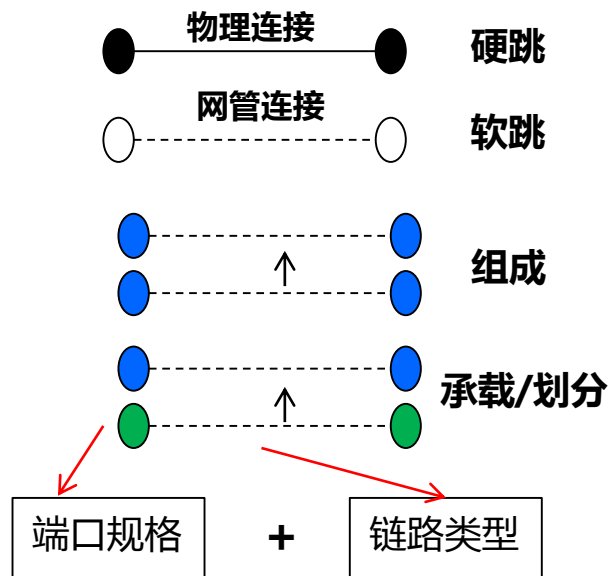 物理连接
硬跳
网管连接
软跳
组成
承载/划分
端口规格 + 链路类型